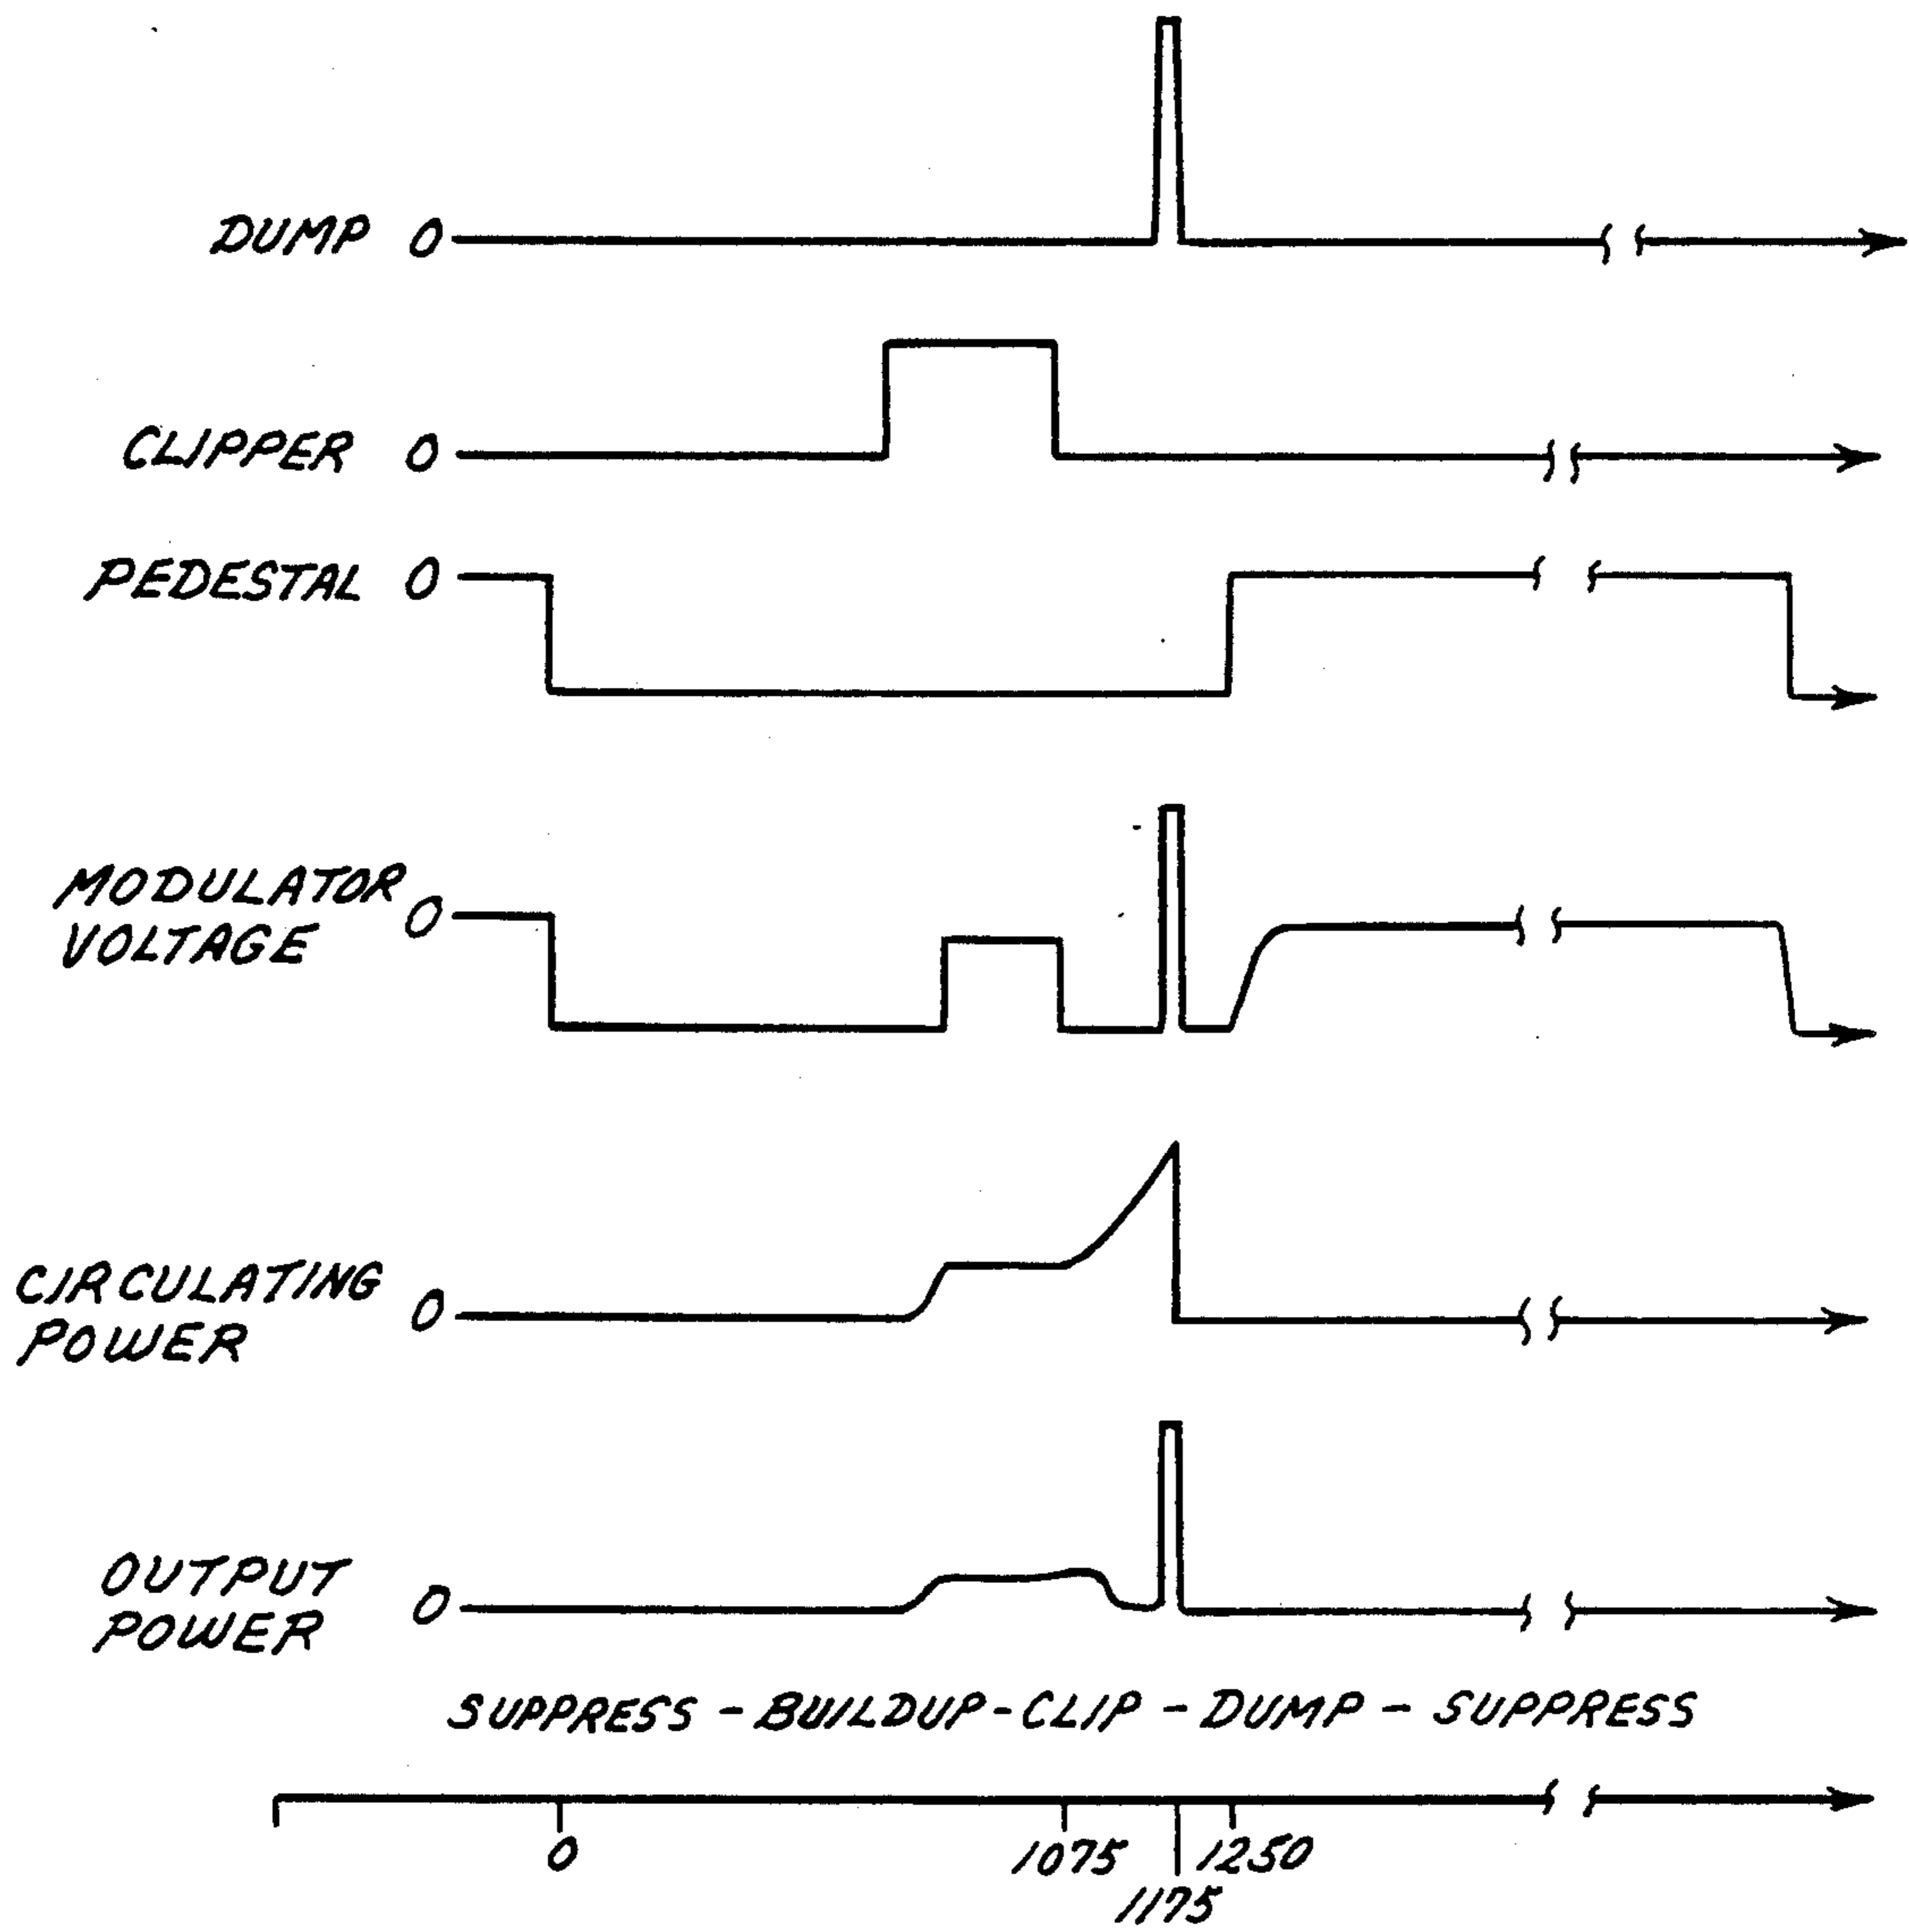 DUMP 0
CLIPPER 0
PEDESTAL 0
MODULATOR
VOLTAGE 0
CIRCULATING
POWER 0
OUTPUT
POWER 0
SUPPRESS - BUILDUP - CLIP - DUMP - SUPPRESS
0 1075 1250
1175